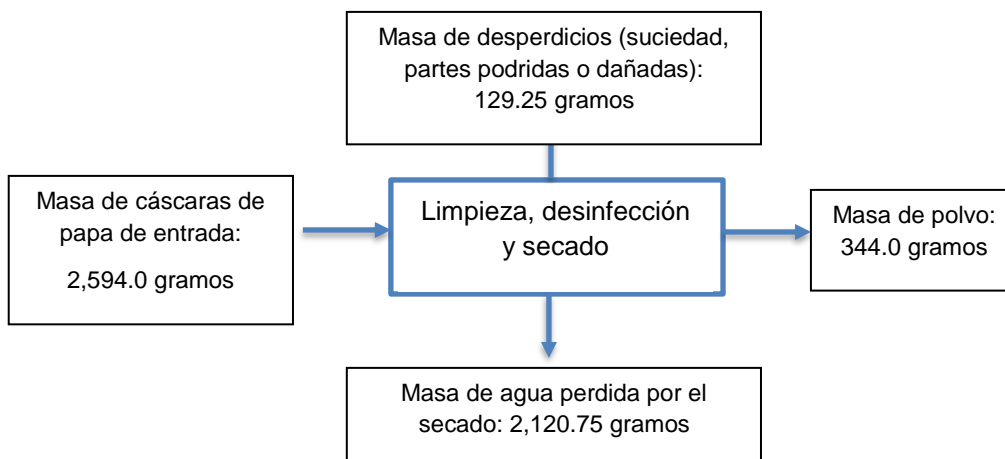 Masa de desperdicios (suciedad,
partes podridas o dañadas):
129.25 gramos
Masa de cáscaras de
papa de entrada:
2,594.0 gramos
Limpieza, desinfección
y secado
Masa de polvo:
344.0 gramos
Masa de agua perdida por el
secado: 2,120.75 gramos